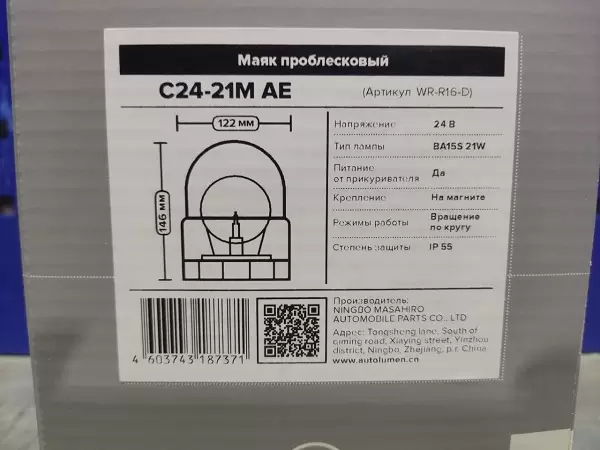 Маяк проблесковый
C24-21M AE
(Артикул WR-R16-D)
122 мм
146 мм
Напряжение 24 В
Тип лампы BA15S 21W
Питание
от прикуривателя Да
Крепление На магните
Режимы работы Вращение
по кругу
Степень защиты IP 55
Производитель:
NINGBO MASAHIRO
AUTOMOBILE PARTS CO., LTD
Адрес: Tongsheng lane, South of
qiming road, Xiaying street, Yinzhou
district, Ningbo, Zhejiang, p.r. China
www.autolumen.cn
4 603743 187371